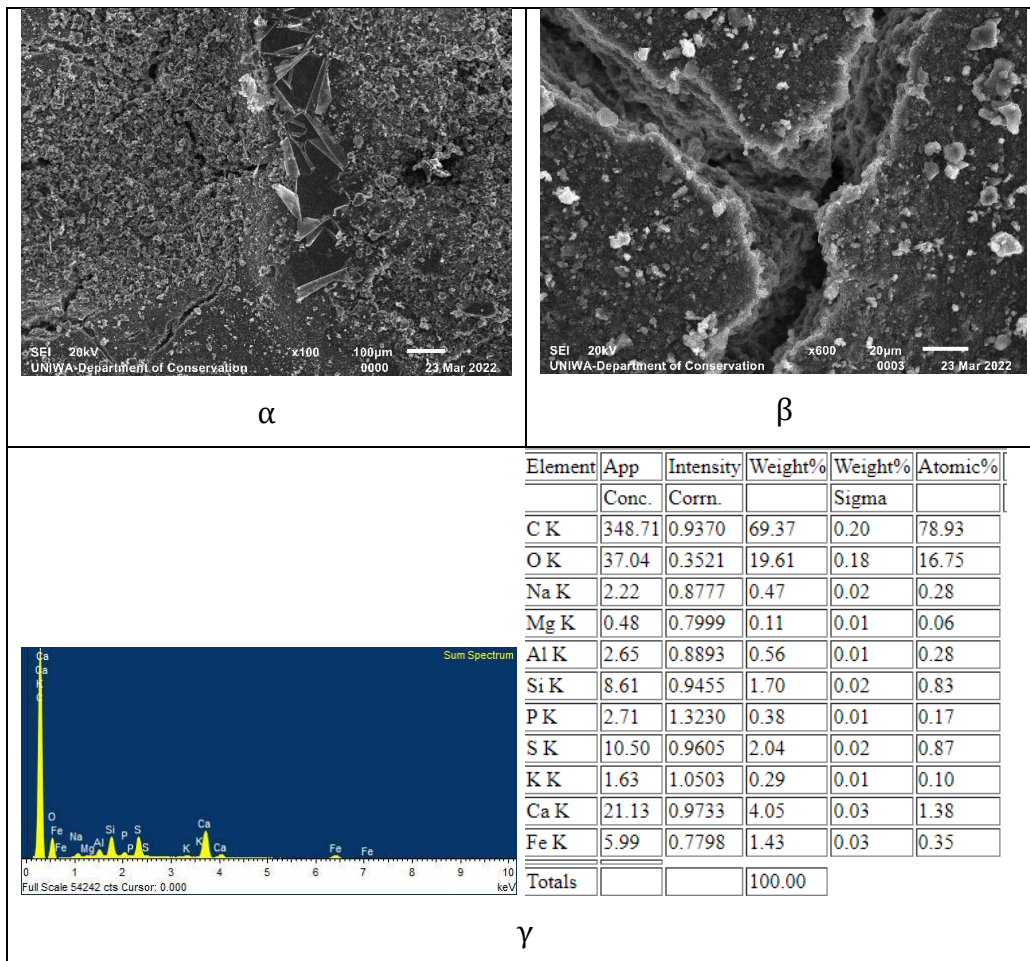 SEI 20kV x100 100μm
UNIWA-Department of Conservation 0000 23 Mar 2022
α
SEI 20kV x600 20μm
UNIWA-Department of Conservation 0003 23 Mar 2022
β
Sum Spectrum
Ca
Ca
K
C
O
Fe
Fe
Na
Mg
Al
Si
P
P
S
S
K
K
Ca
Ca
Fe
Fe
0 1 2 3 4 5 6 7 8 9 10
Full Scale 54242 cts Cursor: 0.000 keV
Element App Intensity Weight% Weight% Atomic%
Conc. Corrn. Sigma
C K 348.71 0.9370 69.37 0.20 78.93
O K 37.04 0.3521 19.61 0.18 16.75
Na K 2.22 0.8777 0.47 0.02 0.28
Mg K 0.48 0.7999 0.11 0.01 0.06
Al K 2.65 0.8893 0.56 0.01 0.28
Si K 8.61 0.9455 1.70 0.02 0.83
P K 2.71 1.3230 0.38 0.01 0.17
S K 10.50 0.9605 2.04 0.02 0.87
K K 1.63 1.0503 0.29 0.01 0.10
Ca K 21.13 0.9733 4.05 0.03 1.38
Fe K 5.99 0.7798 1.43 0.03 0.35
Totals 100.00
γ